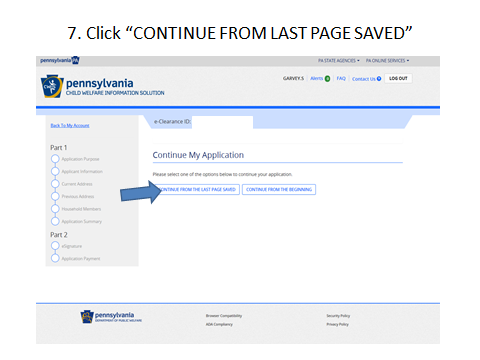 7. Click “CONTINUE FROM LAST PAGE SAVED”
pennsylvania PA
PA STATE AGENCIES PA ONLINE SERVICES
pennsylvania
CHILD WELFARE INFORMATION SOLUTION
GARVEY.S Alerts FAQ Contact Us LOG OUT
Back To My Account
e-Clearance ID:
Part 1
Application Purpose
Applicant Information
Current Address
Previous Address
Household Members
Application Summary
Part 2
eSignature
Application Payment
Continue My Application
Please select one of the options below to continue your application.
CONTINUE FROM THE LAST PAGE SAVED CONTINUE FROM THE BEGINNING
pennsylvania
DEPARTMENT OF PUBLIC WELFARE
Browser Compatibility Security Policy
ADA Compliancy Privacy Policy